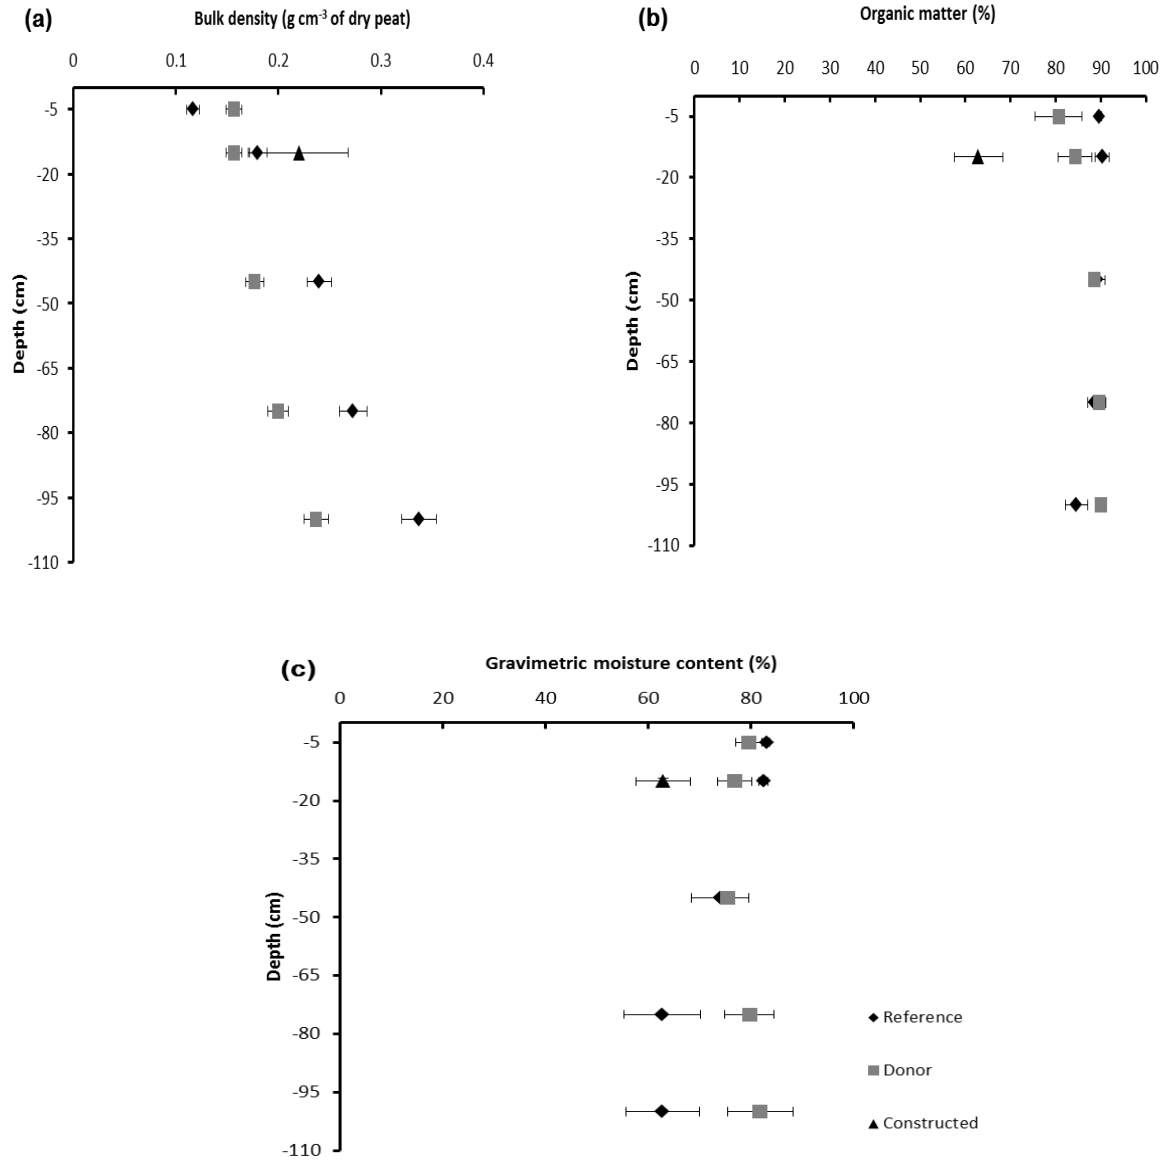 (a)
Bulk density (g cm⁻³ of dry peat)
0 0.1 0.2 0.3 0.4
-5
-20
-35
-50
-65
-80
-95
-110
Depth (cm)
(b)
Organic matter (%)
0 10 20 30 40 50 60 70 80 90 100
-5
-20
-35
-50
-65
-80
-95
-110
Depth (cm)
(c)
Gravimetric moisture content (%)
0 20 40 60 80 100
-5
-20
-35
-50
-65
-80
-95
-110
Depth (cm)
Reference
Donor
Constructed